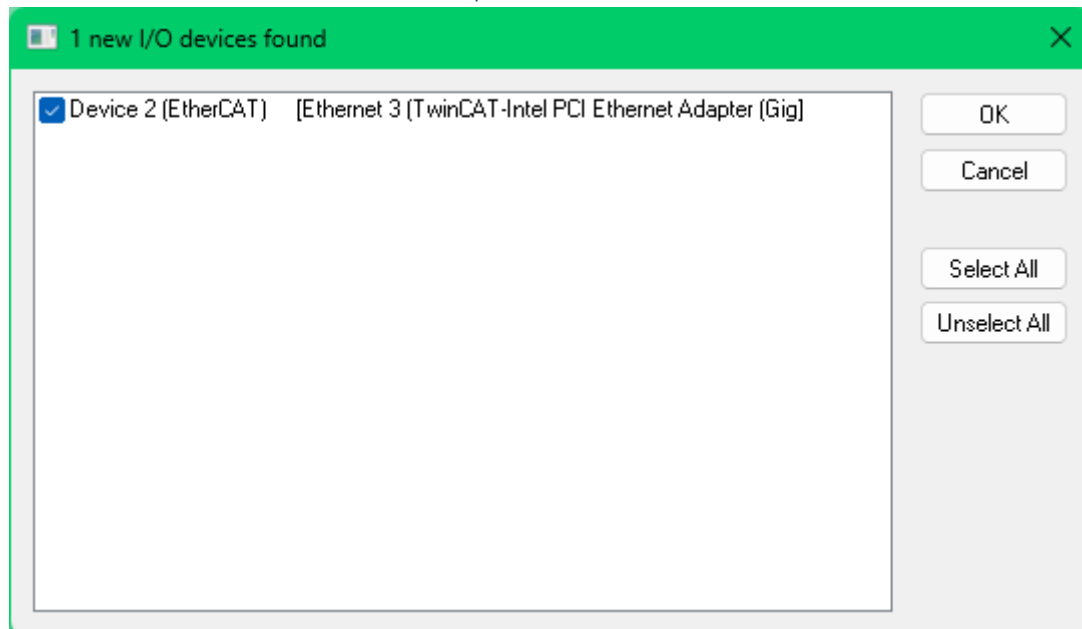 1 new I/O devices found
Device 2 (EtherCAT) [Ethernet 3 (TwinCAT-Intel PCI Ethernet Adapter (Gig]
OK
Cancel
Select All
Unselect All